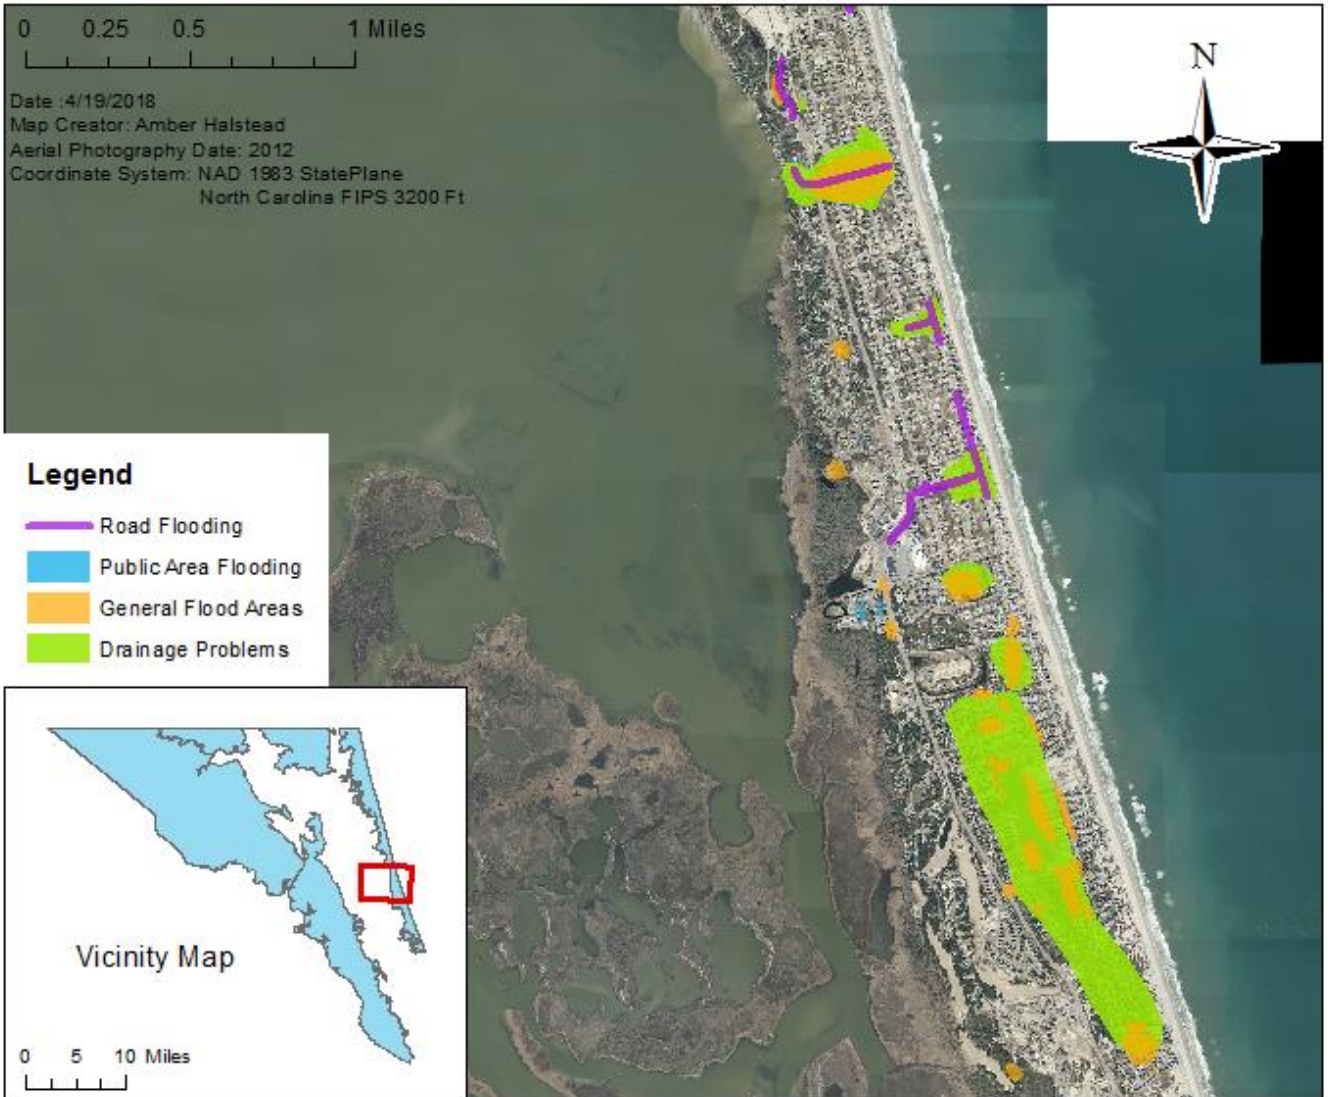 0 0.25 0.5 1 Miles
Date :4/19/2018
Map Creator: Amber Halstead
Aerial Photography Date: 2012
Coordinate System: NAD 1983 StatePlane
North Carolina FIPS 3200 Ft
N
Legend
Road Flooding
Public Area Flooding
General Flood Areas
Drainage Problems
Vicinity Map
0 5 10 Miles